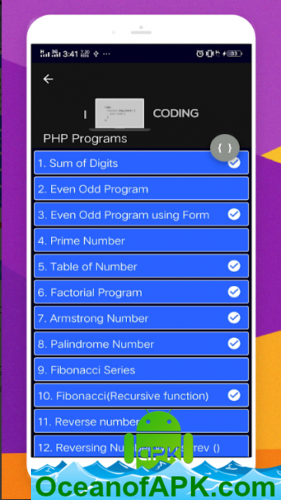 3:41
I CODING
PHP Programs
{ }
1. Sum of Digits
2. Even Odd Program
3. Even Odd Program using Form
4. Prime Number
5. Table of Number
6. Factorial Program
7. Armstrong Number
8. Palindrome Number
9. Fibonacci Series
10. Fibonacci(Recursive function)
11. Reverse number
12. Reversing Number rev ()
APK
OceanofAPK.com